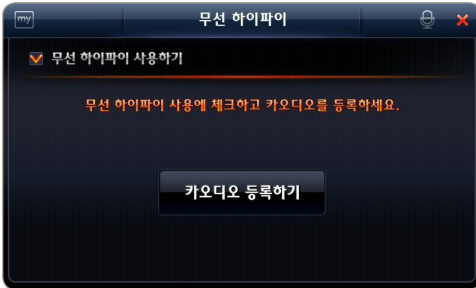 my
무선 하이파이
무선 하이파이 사용하기
무선 하이파이 사용에 체크하고 카오디오를 등록하세요.
카오디오 등록하기